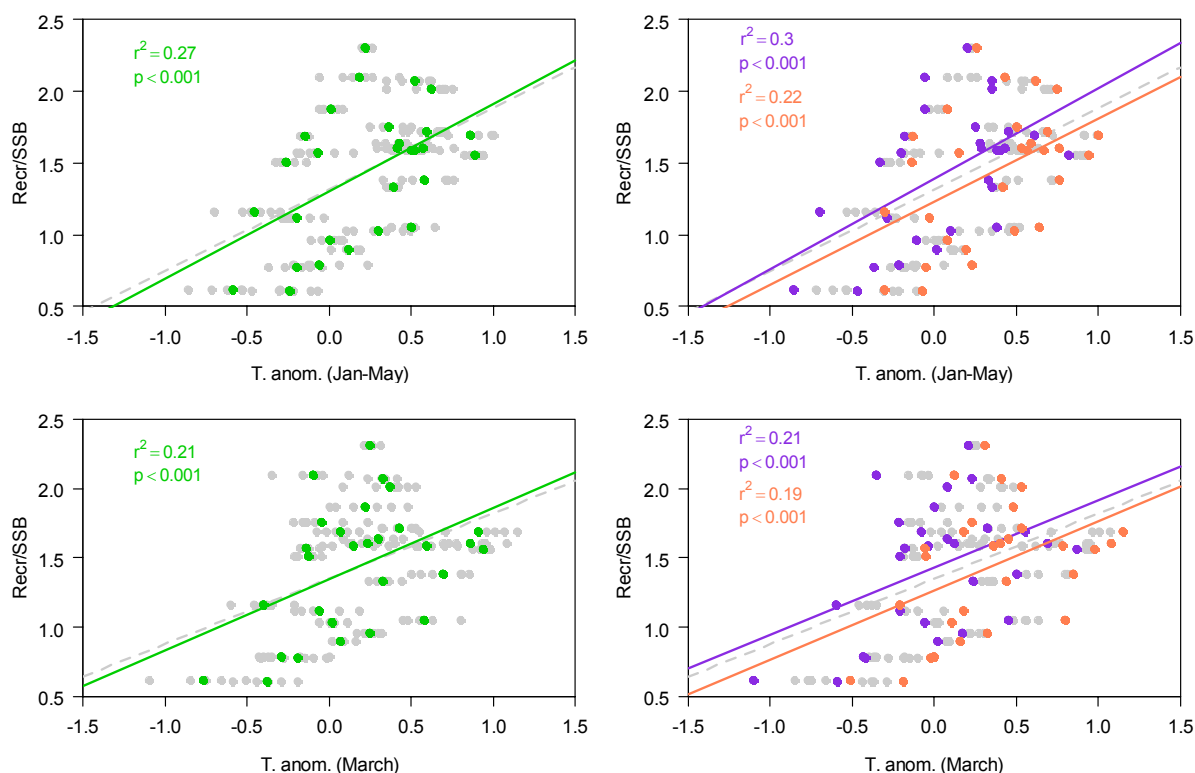 2.5
2.0
1.5
1.0
0.5
Recr/SSB
r² = 0.27
p < 0.001
-1.5 -1.0 -0.5 0.0 0.5 1.0 1.5
T. anom. (Jan-May)
2.5
2.0
1.5
1.0
0.5
Recr/SSB
r² = 0.3
p < 0.001
r² = 0.22
p < 0.001
-1.5 -1.0 -0.5 0.0 0.5 1.0 1.5
T. anom. (Jan-May)
2.5
2.0
1.5
1.0
0.5
Recr/SSB
r² = 0.21
p < 0.001
-1.5 -1.0 -0.5 0.0 0.5 1.0 1.5
T. anom. (March)
2.5
2.0
1.5
1.0
0.5
Recr/SSB
r² = 0.21
p < 0.001
r² = 0.19
p < 0.001
-1.5 -1.0 -0.5 0.0 0.5 1.0 1.5
T. anom. (March)